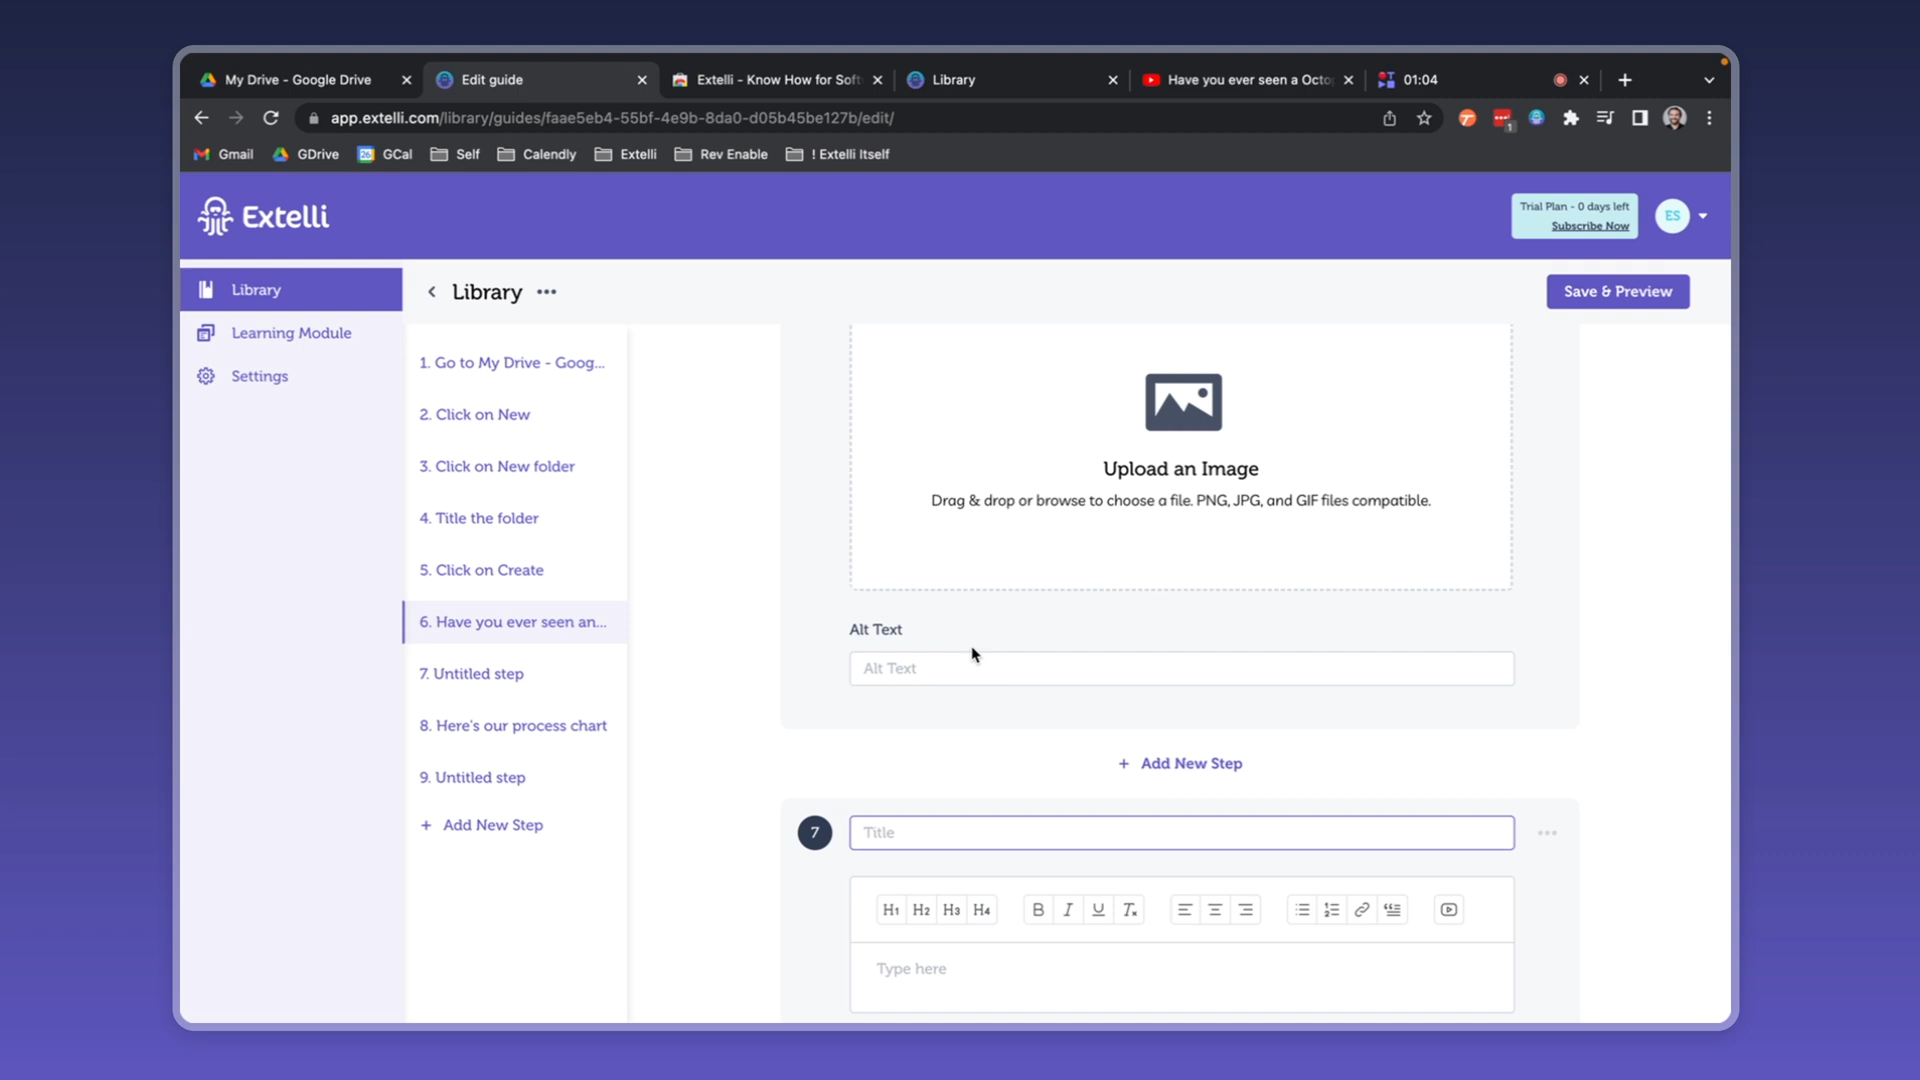 My Drive - Google Drive
Edit guide
Extelli - Know How for Soft
Library
Have you ever seen a Octo
01:04
app.extelli.com/library/guides/faae5eb4-55bf-4e9b-8da0-d05b45be127b/edit/
1
Gmail
GDrive
26
GCal
Self
Calendly
Extelli
Rev Enable
! Extelli Itself
Extelli
Trial Plan - 0 days left
Subscribe Now
ES
Library
Learning Module
Settings
Library
Save & Preview
1. Go to My Drive - Goog...
2. Click on New
3. Click on New folder
4. Title the folder
5. Click on Create
6. Have you ever seen an...
7. Untitled step
8. Here's our process chart
9. Untitled step
+ Add New Step
Upload an Image
Drag & drop or browse to choose a file. PNG, JPG, and GIF files compatible.
Alt Text
Alt Text
+ Add New Step
7
Title
H1 H2 H3 H4 B I U Tx
Type here